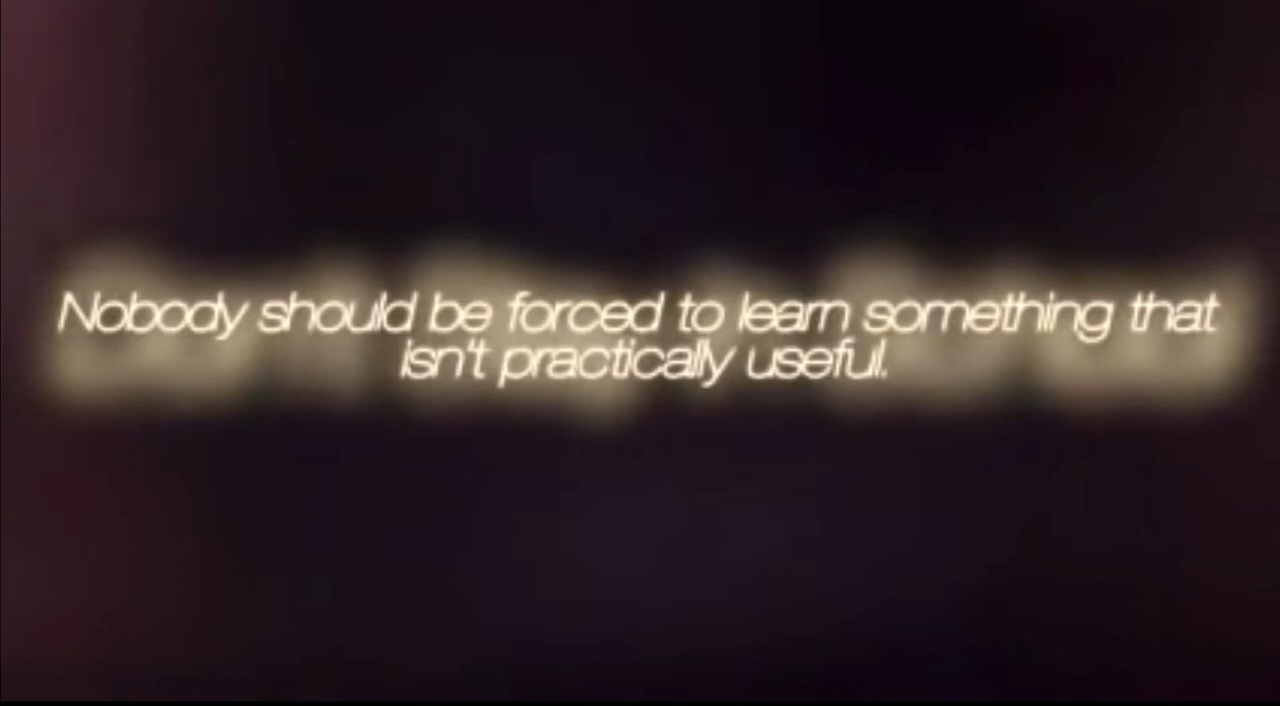 Nobody should be forced to learn something that
isn't practically useful.